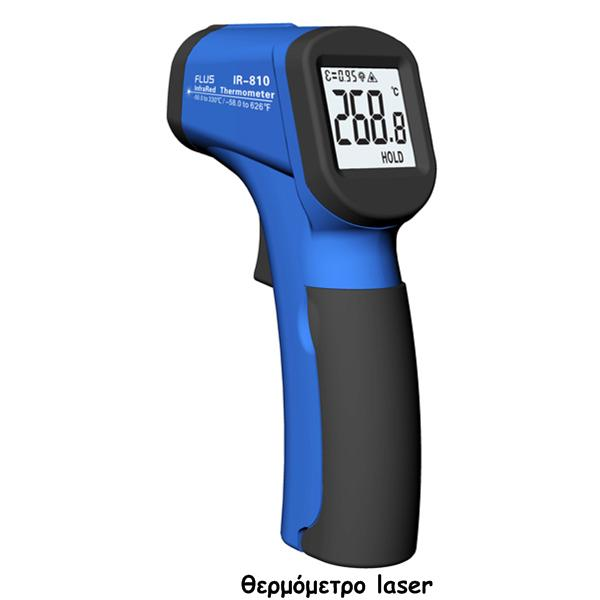 FLUS IR-810
InfraRed Thermometer
-50.0 to 330℃/-58.0 to 626℉
ε=0.95
268.8 ℃
HOLD
θερμόμετρο laser